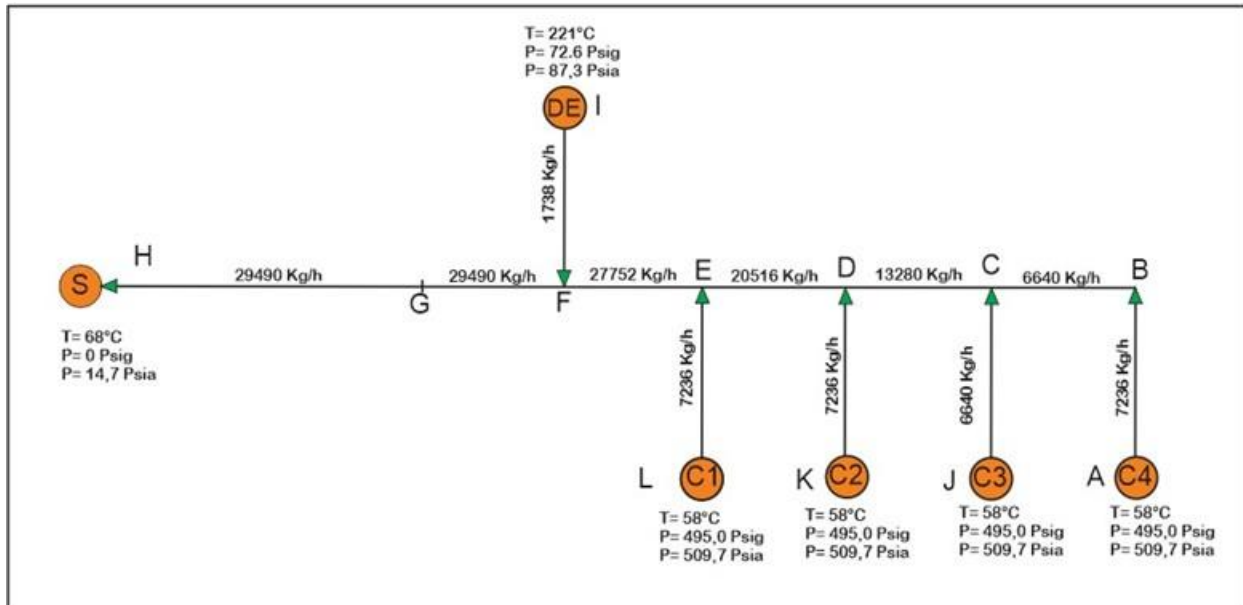 T= 221°C
P= 72.6 Psig
P= 87,3 Psia
DE I
1738 Kg/h
H
S
29490 Kg/h
G
29490 Kg/h
F
27752 Kg/h
E
20516 Kg/h
D
13280 Kg/h
C
6640 Kg/h
B
T= 68°C
P= 0 Psig
P= 14,7 Psia
7236 Kg/h
7236 Kg/h
6640 Kg/h
7236 Kg/h
L C1
K C2
J C3
A C4
T= 58°C
P= 495,0 Psig
P= 509,7 Psia
T= 58°C
P= 495,0 Psig
P= 509,7 Psia
T= 58°C
P= 495,0 Psig
P= 509,7 Psia
T= 58°C
P= 495,0 Psig
P= 509,7 Psia